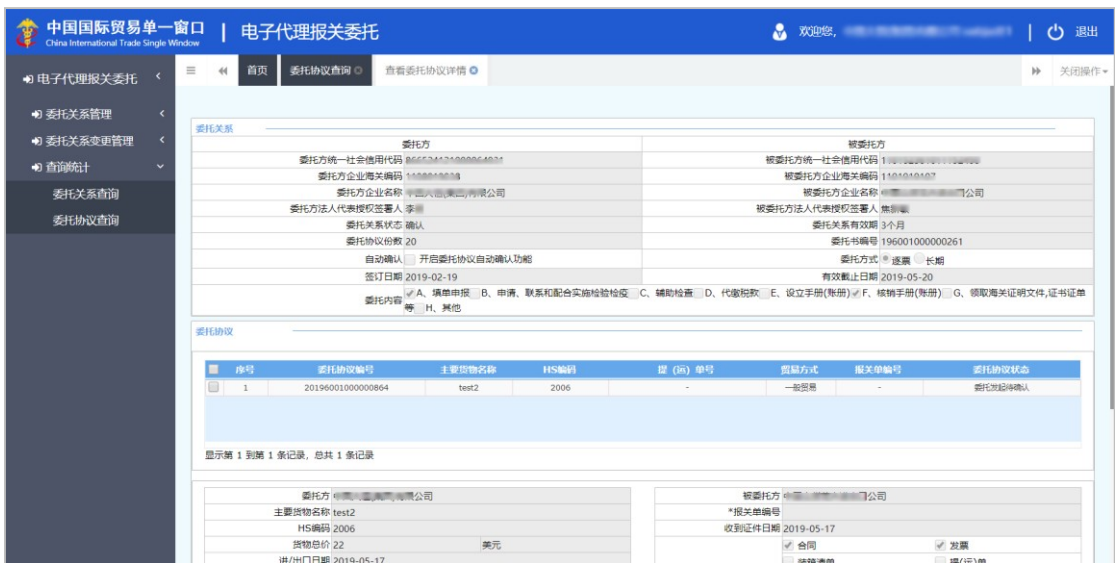 中国国际贸易单一窗口 | 电子代理报关委托
China International Trade Single Window
欢迎您,
退出
电子代理报关委托
首页 委托协议查询 查看委托协议详情 关闭操作
委托关系管理
委托关系变更管理
查询统计
委托关系查询
委托协议查询
委托关系
委托方 被委托方
委托方统一社会信用代码 被委托方统一社会信用代码
委托方企业海关编码 被委托方企业海关编码
委托方企业名称 有限公司 被委托方企业名称 公司
委托方法人代表授权签署人 李 被委托方法人代表授权签署人 焦
委托关系状态 确认 委托关系有效期 3个月
委托协议份数 20 委托书编号 196001000000261
自动确认 开启委托协议自动确认功能 委托方式 逐票 长期
签订日期 2019-02-19 有效截止日期 2019-05-20
委托内容 A、填单申报 B、申请、联系和配合实施检验检疫 C、辅助检查 D、代缴税款 E、设立手册(账册) F、核销手册(账册) G、领取海关证明文件,证书证单
等 H、其他
委托协议
序号 委托协议编号 主要货物名称 HS编码 提(运)单号 贸易方式 报关单编号 委托协议状态
1 20196001000000864 test2 2006 - 一般贸易 - 委托发起待确认
显示第 1 到第 1 条记录,总共 1 条记录
委托方 公司 被委托方 公司
主要货物名称 test2 *报关单编号
HS编码 2006 收到证件日期 2019-05-17
货物总价 22 美元 合同 发票
进/出口日期 2019-05-17 装箱清单 提(运)单